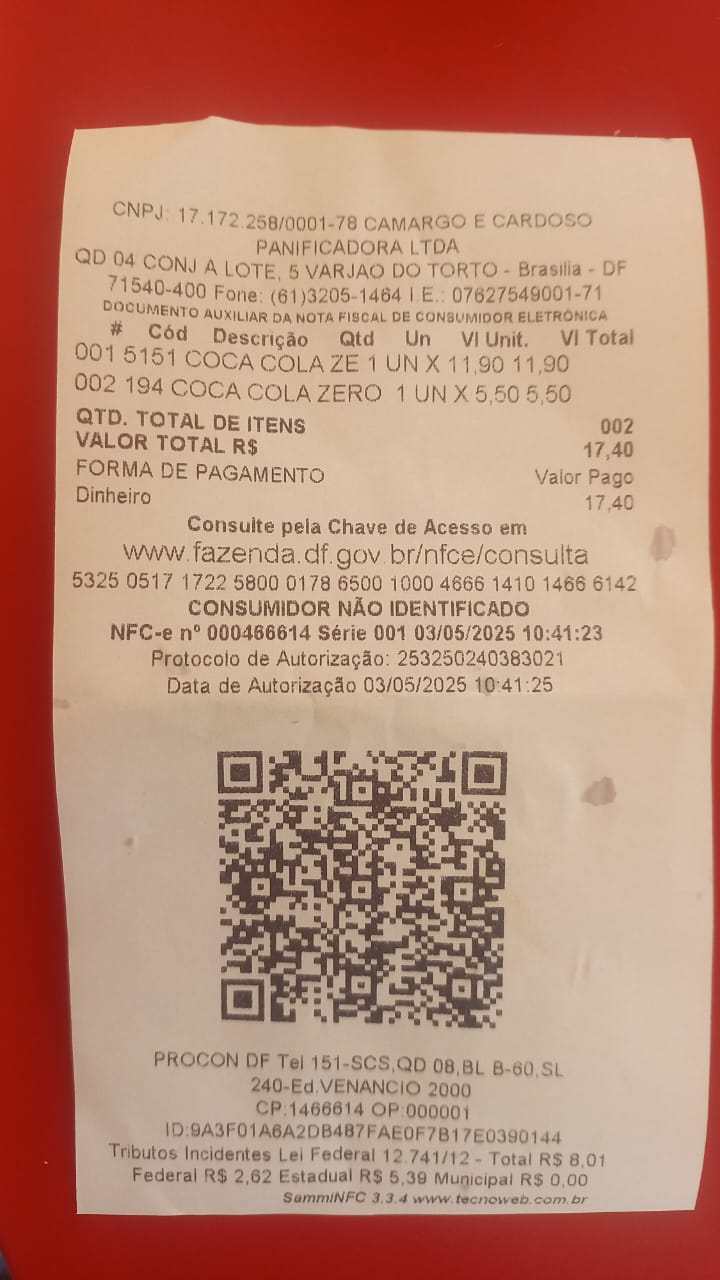 CNPJ: 17.172.258/0001-78 CAMARGO E CARDOSO
PANIFICADORA LTDA
QD 04 CONJ A LOTE, 5 VARJAO DO TORTO - Brasilia - DF
71540-400 Fone: (61)3205-1464 I.E.: 07627549001-71
DOCUMENTO AUXILIAR DA NOTA FISCAL DE CONSUMIDOR ELETRÔNICA
# Cód Descrição Qtd Un Vl Unit. Vl Total
001 5151 COCA COLA ZE 1 UN X 11,90 11,90
002 194 COCA COLA ZERO 1 UN X 5,50 5,50
QTD. TOTAL DE ITENS 002
VALOR TOTAL R$ 17,40
FORMA DE PAGAMENTO Valor Pago
Dinheiro 17,40
Consulte pela Chave de Acesso em
www.fazenda.df.gov.br/nfce/consulta
5325 0517 1722 5800 0178 6500 1000 4666 1410 1466 6142
CONSUMIDOR NÃO IDENTIFICADO
NFC-e nº 000466614 Série 001 03/05/2025 10:41:23
Protocolo de Autorização: 253250240383021
Data de Autorização 03/05/2025 10:41:25
PROCON DF Tel 151-SCS,QD 08,BL B-60,SL
240-Ed.VENANCIO 2000
CP:1466614 OP:000001
ID:9A3F01A6A2DB487FAE0F7B17E0390144
Tributos Incidentes Lei Federal 12.741/12 - Total R$ 8,01
Federal R$ 2,62 Estadual R$ 5,39 Municipal R$ 0,00
SammiNFC 3.3.4 www.tecnoweb.com.br